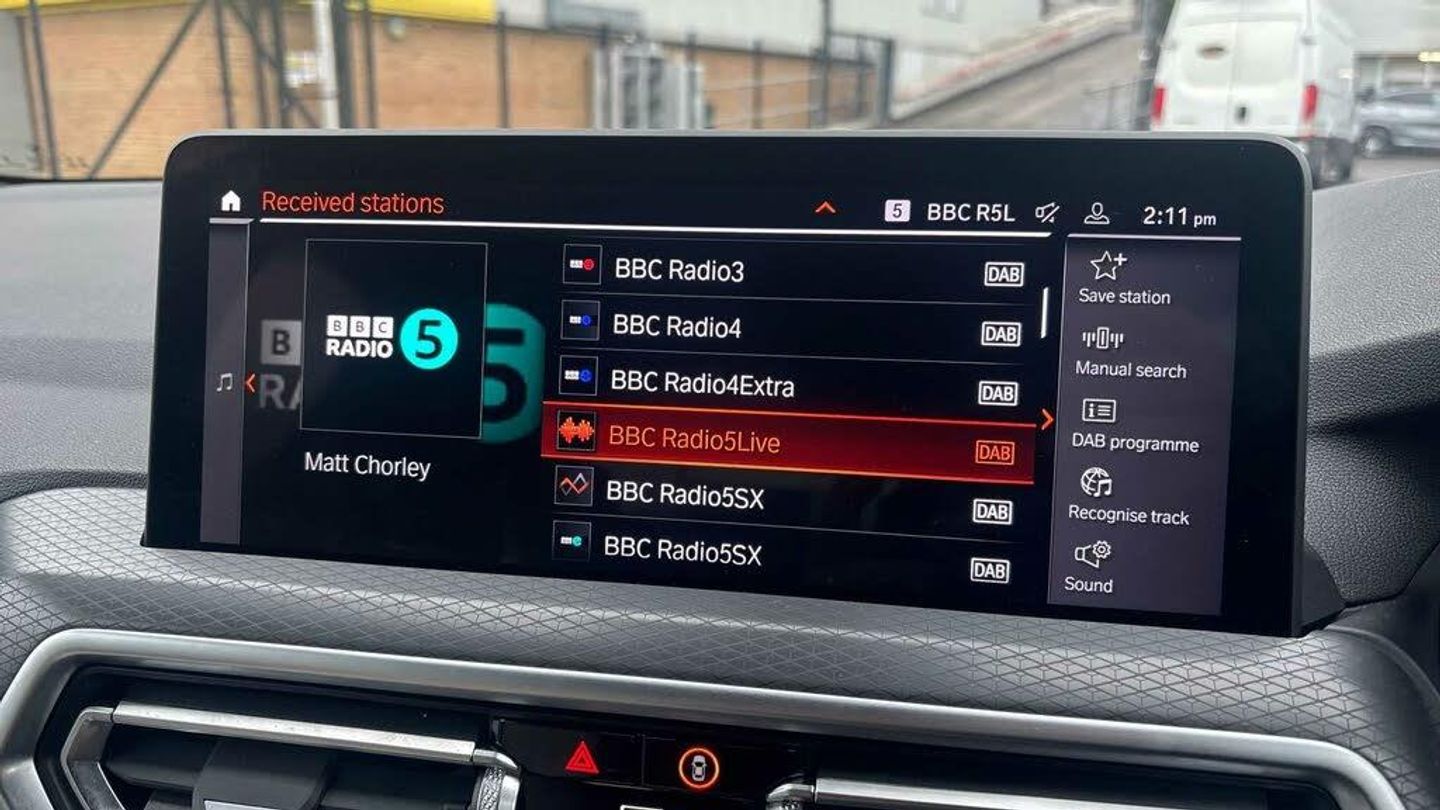 Received stations
5 BBC R5L 2:11 pm
BBC
RADIO 5
Matt Chorley
BBC Radio3 DAB
BBC Radio4 DAB
BBC Radio4Extra DAB
BBC Radio5Live DAB
BBC Radio5SX DAB
BBC Radio5SX DAB
Save station
Manual search
DAB programme
Recognise track
Sound